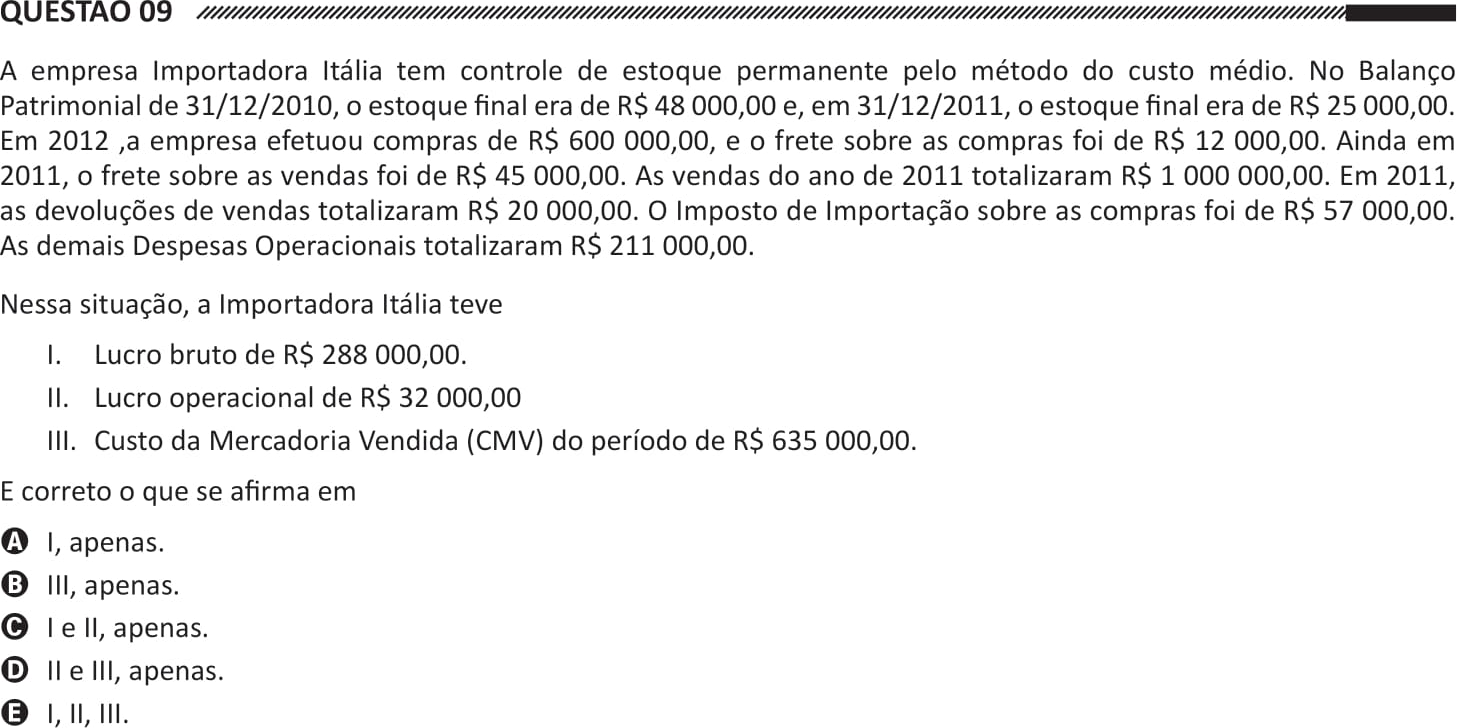 QUESTÃO 09
A empresa Importadora Itália tem controle de estoque permanente pelo método do custo médio. No Balanço
Patrimonial de 31/12/2010, o estoque final era de R$ 48 000,00 e, em 31/12/2011, o estoque final era de R$ 25 000,00.
Em 2012 ,a empresa efetuou compras de R$ 600 000,00, e o frete sobre as compras foi de R$ 12 000,00. Ainda em
2011, o frete sobre as vendas foi de R$ 45 000,00. As vendas do ano de 2011 totalizaram R$ 1 000 000,00. Em 2011,
as devoluções de vendas totalizaram R$ 20 000,00. O Imposto de Importação sobre as compras foi de R$ 57 000,00.
As demais Despesas Operacionais totalizaram R$ 211 000,00.
Nessa situação, a Importadora Itália teve
I. Lucro bruto de R$ 288 000,00.
II. Lucro operacional de R$ 32 000,00
III. Custo da Mercadoria Vendida (CMV) do período de R$ 635 000,00.
E correto o que se afirma em
A I, apenas.
B III, apenas.
C I e II, apenas.
D II e III, apenas.
E I, II, III.